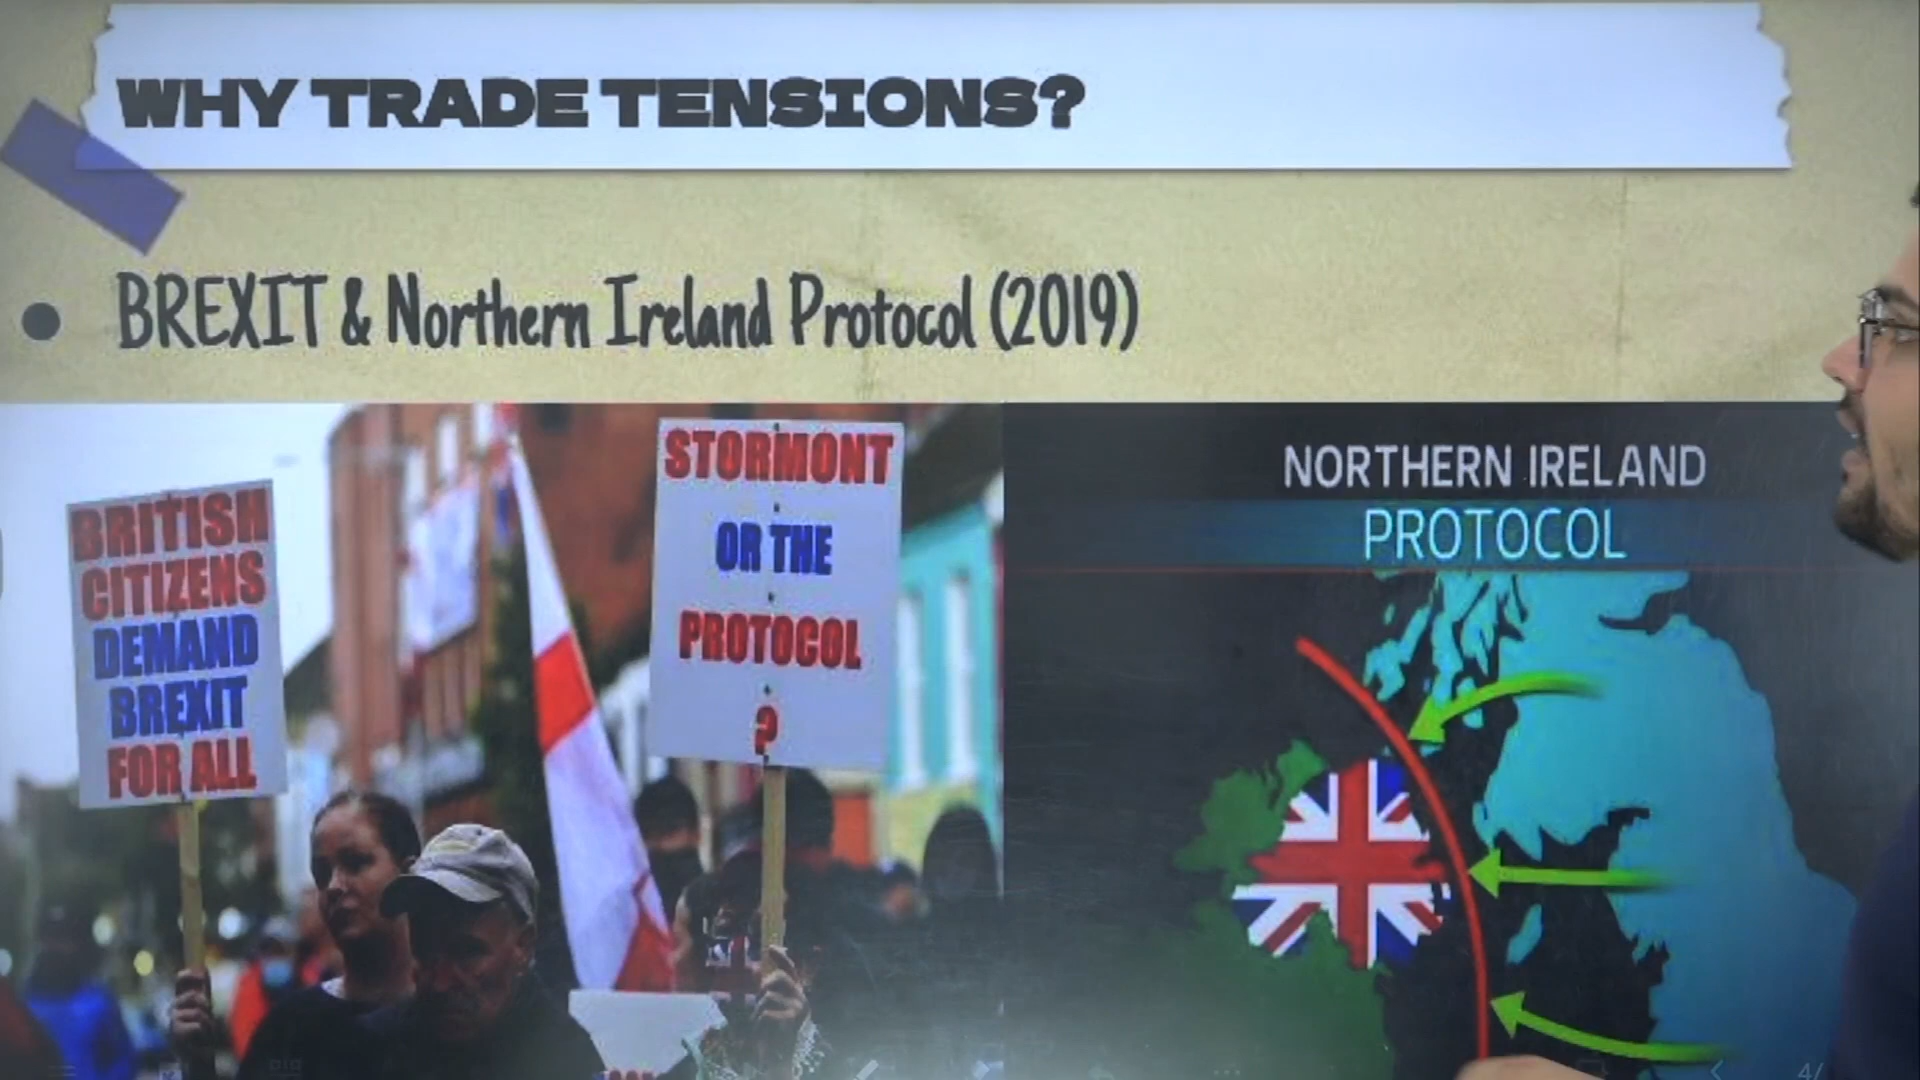 WHY TRADE TENSIONS?
BREXIT & Northern Ireland Protocol (2019)
BRITISH
CITIZENS
DEMAND
BREXIT
FOR ALL
STORMONT
OR THE
PROTOCOL
?
NORTHERN IRELAND
PROTOCOL
4/